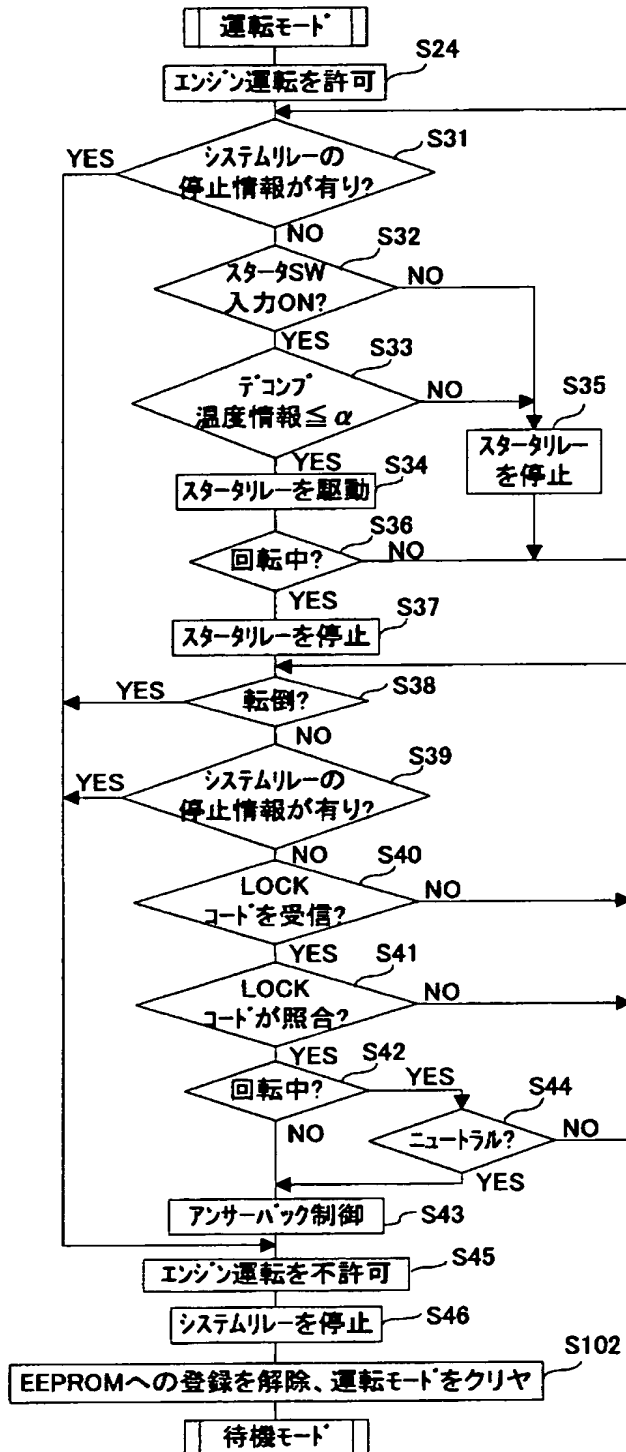 運転モード
S24
エンジン運転を許可
S31
YES
システムリレーの
停止情報が有り?
NO
S32
スタータSW
入力ON?
NO
YES
S33
デコンプ
温度情報≦α
NO
S35
スタータリレー
を停止
YES
S34
スタータリレーを駆動
S36
回転中?
NO
YES
S37
スタータリレーを停止
S38
YES
転倒?
NO
S39
YES
システムリレーの
停止情報が有り?
NO
S40
LOCK
コードを受信?
NO
YES
S41
LOCK
コードが照合?
NO
YES
S42
回転中?
YES
S44
NO
ニュートラル?
NO
YES
アンサーバック制御
S43
S45
エンジン運転を不許可
S46
システムリレーを停止
S102
EEPROMへの登録を解除、運転モードをクリヤ
待機モード